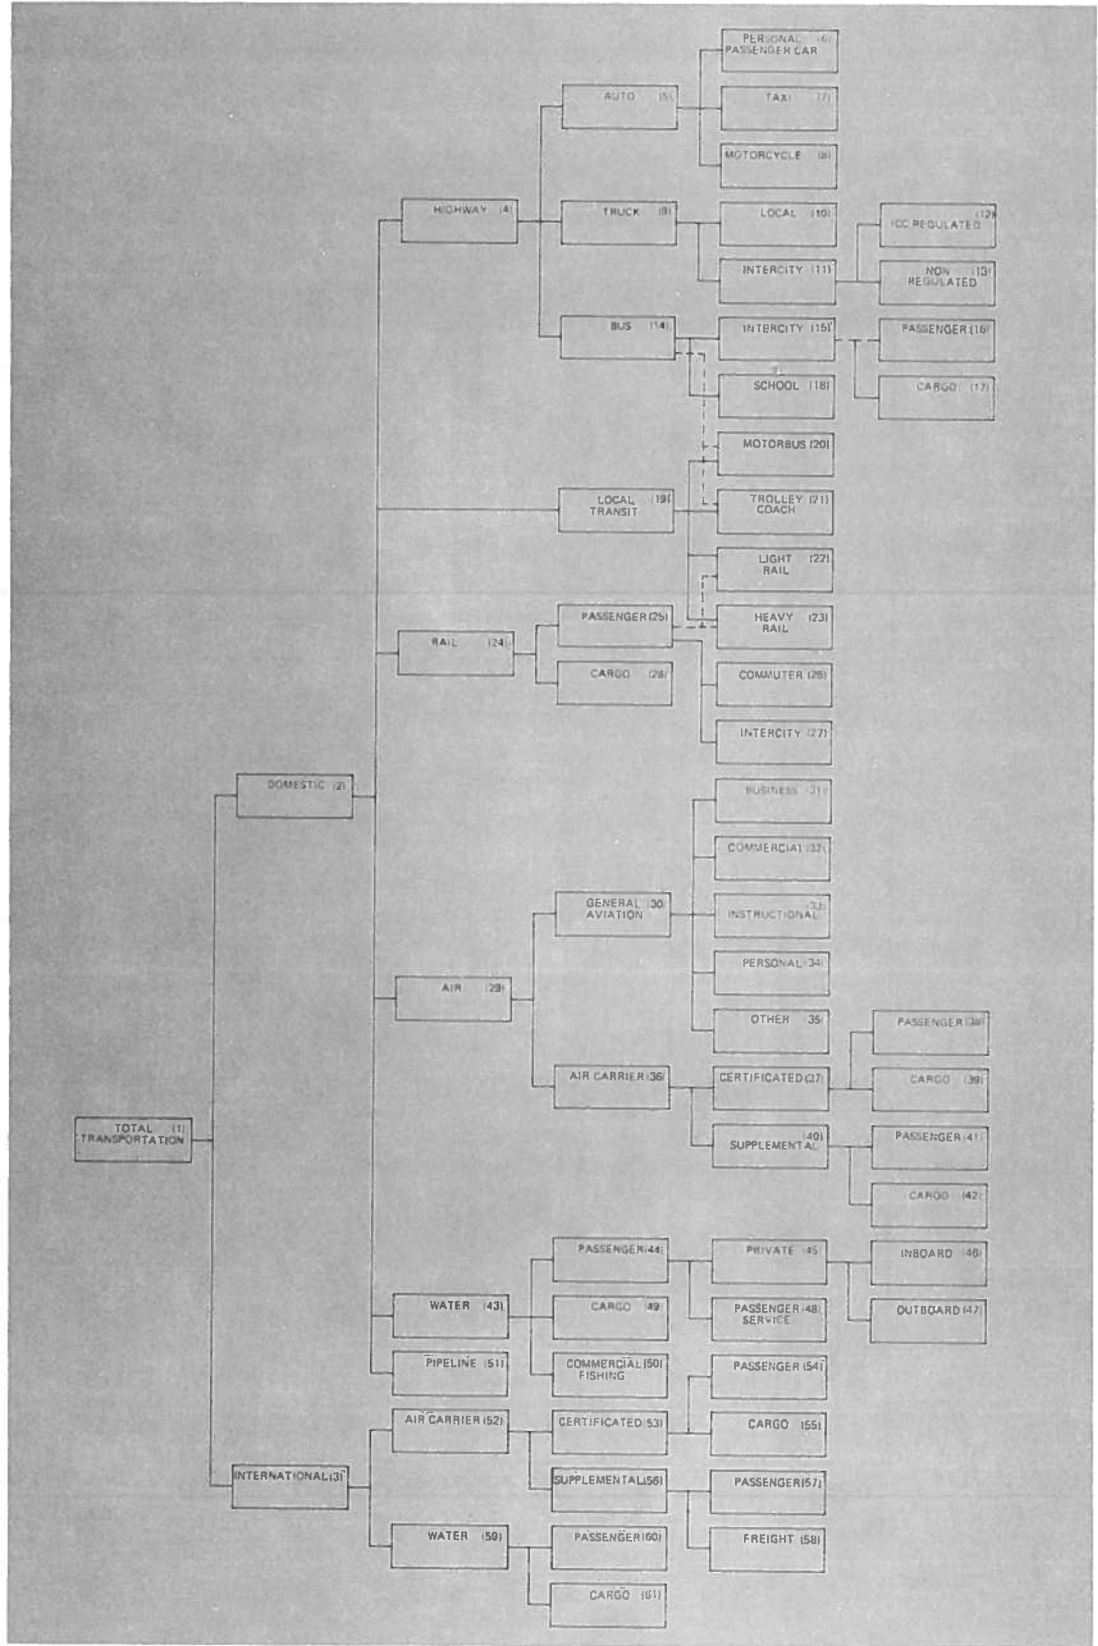 TOTAL (1)
TRANSPORTATION
DOMESTIC (2)
HIGHWAY (4)
AUTO (5)
PERSONAL (6)
PASSENGER CAR
TAXI (7)
MOTORCYCLE (8)
TRUCK (9)
LOCAL (10)
INTERCITY (11)
(12)
ICC REGULATED
NON (13)
REGULATED
BUS (14)
INTERCITY (15)
PASSENGER (16)
CARGO (17)
SCHOOL (18)
LOCAL (19)
TRANSIT
MOTORBUS (20)
TROLLEY (21)
COACH
LIGHT (22)
RAIL
HEAVY (23)
RAIL
RAIL (24)
PASSENGER (25)
COMMUTER (26)
INTERCITY (27)
CARGO (28)
AIR (29)
GENERAL (30
AVIATION
BUSINESS (31)
COMMERCIAL (32)
(33)
INSTRUCTIONAL
PERSONAL (34)
OTHER (35)
AIR CARRIER (36)
CERTIFICATED (37)
PASSENGER (38)
CARGO (39)
(40)
SUPPLEMENTAL
PASSENGER (41)
CARGO (42)
WATER (43)
PASSENGER (44)
PRIVATE (45
INBOARD (46)
OUTBOARD (47)
PASSENGER (48)
SERVICE
CARGO (49
COMMERCIAL (50)
FISHING
PIPELINE (51)
INTERNATIONAL (3)
AIR CARRIER (52)
CERTIFICATED (53)
PASSENGER (54)
CARGO (55)
SUPPLEMENTAL (56)
PASSENGER (57)
FREIGHT (58)
WATER (59)
PASSENGER (60)
CARGO (61)